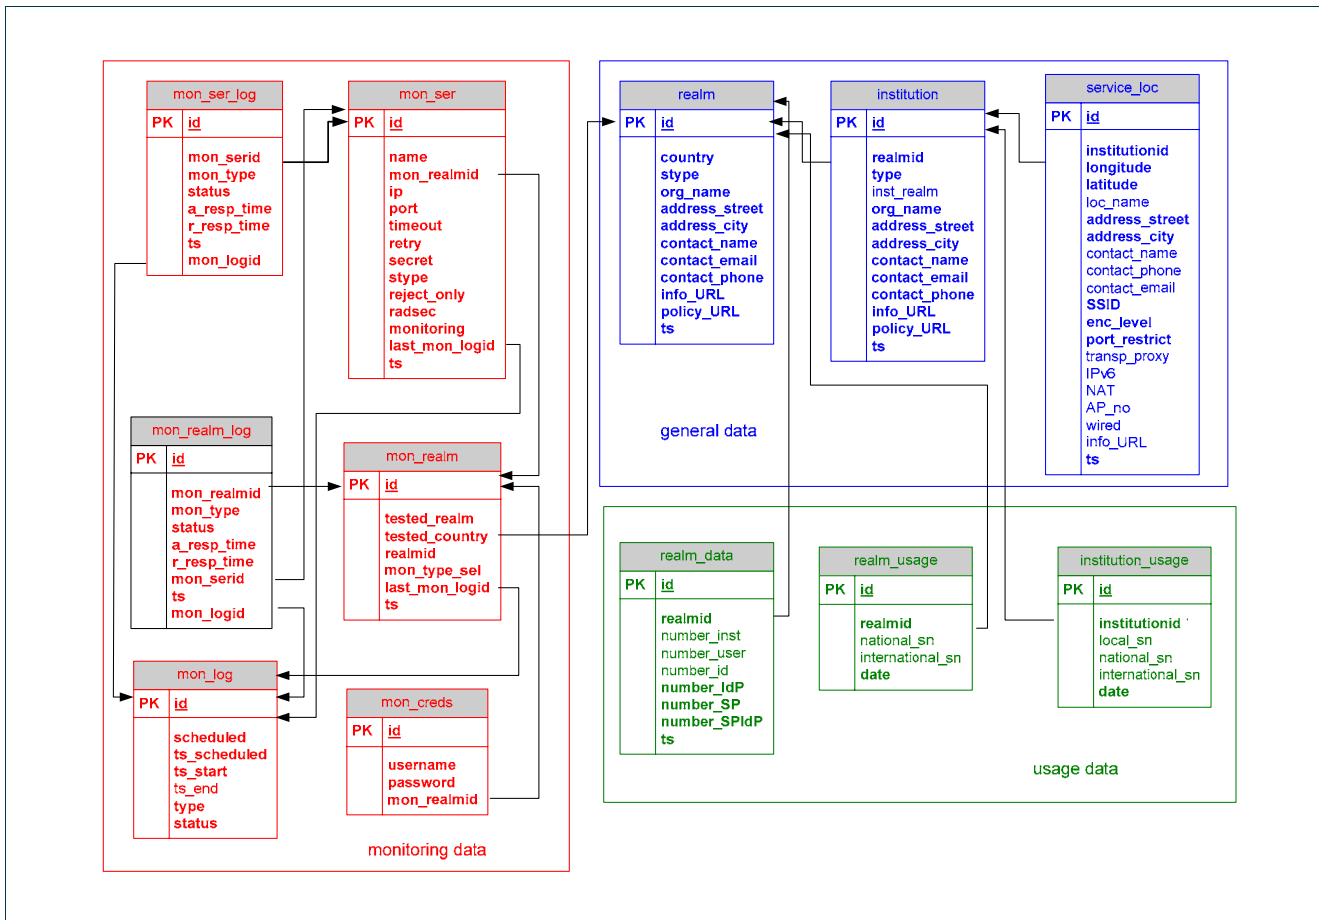 mon_ser_log
PK id
mon_serid
mon_type
status
a_resp_time
r_resp_time
ts
mon_logid
mon_ser
PK id
name
mon_realmid
ip
port
timeout
retry
secret
stype
reject_only
radsec
monitoring
last_mon_logid
ts
mon_realm_log
PK id
mon_realmid
mon_type
status
a_resp_time
r_resp_time
mon_serid
ts
mon_logid
mon_realm
PK id
tested_realm
tested_country
realmid
mon_type_sel
last_mon_logid
ts
mon_log
PK id
scheduled
ts_scheduled
ts_start
ts_end
type
status
mon_creds
PK id
username
password
mon_realmid
monitoring data
realm
PK id
country
stype
org_name
address_street
address_city
contact_name
contact_email
contact_phone
info_URL
policy_URL
ts
institution
PK id
realmid
type
inst_realm
org_name
address_street
address_city
contact_name
contact_email
contact_phone
info_URL
policy_URL
ts
service_loc
PK id
institutionid
longitude
latitude
loc_name
address_street
address_city
contact_name
contact_phone
contact_email
SSID
enc_level
port_restrict
transp_proxy
IPv6
NAT
AP_no
wired
info_URL
ts
general data
realm_data
PK id
realmid
number_inst
number_user
number_id
number_IdP
number_SP
number_SPIdP
ts
realm_usage
PK id
realmid
national_sn
international_sn
date
institution_usage
PK id
institutionid
local_sn
national_sn
international_sn
date
usage data